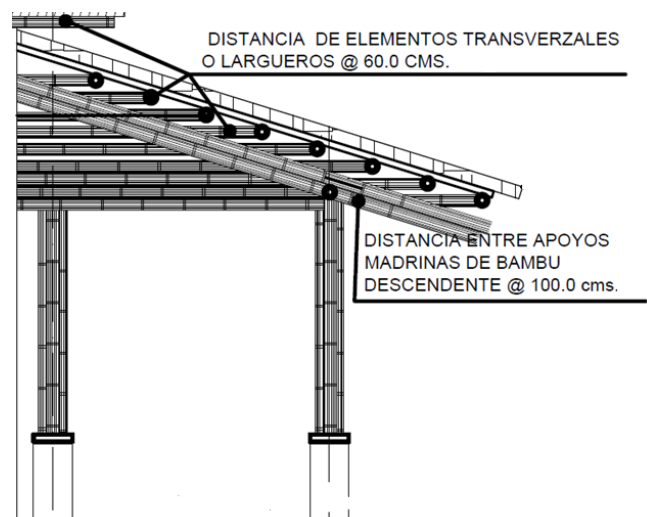 DISTANCIA DE ELEMENTOS TRANSVERZALES
O LARGUEROS @ 60.0 CMS.
DISTANCIA ENTRE APOYOS
MADRINAS DE BAMBU
DESCENDENTE @ 100.0 cms.